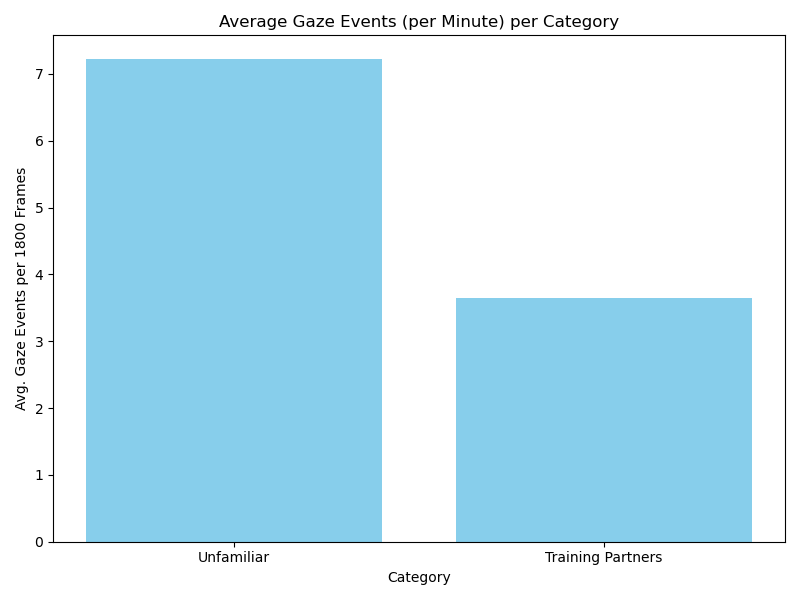 Average Gaze Events (per Minute) per Category
Avg. Gaze Events per 1800 Frames
7
6
5
4
3
2
1
0
Unfamiliar
Training Partners
Category